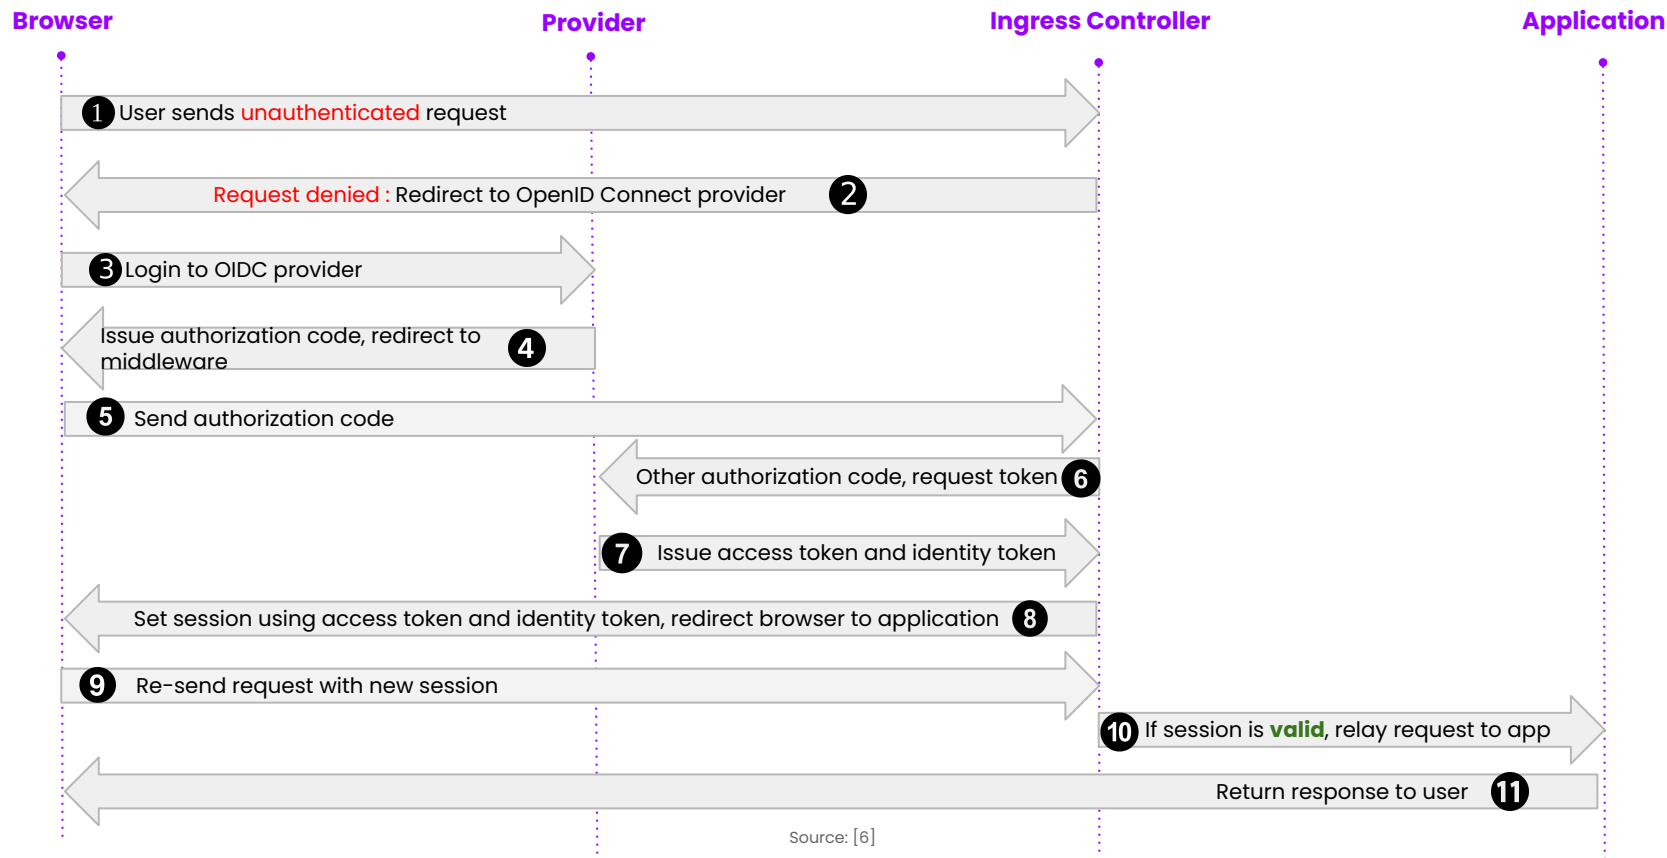 Browser
Provider
Ingress Controller
Application
1 User sends unauthenticated request
Request denied : Redirect to OpenID Connect provider 2
3 Login to OIDC provider
Issue authorization code, redirect to
middleware 4
5 Send authorization code
Other authorization code, request token 6
7 Issue access token and identity token
Set session using access token and identity token, redirect browser to application 8
9 Re-send request with new session
10 If session is valid, relay request to app
Return response to user 11
Source: [6]